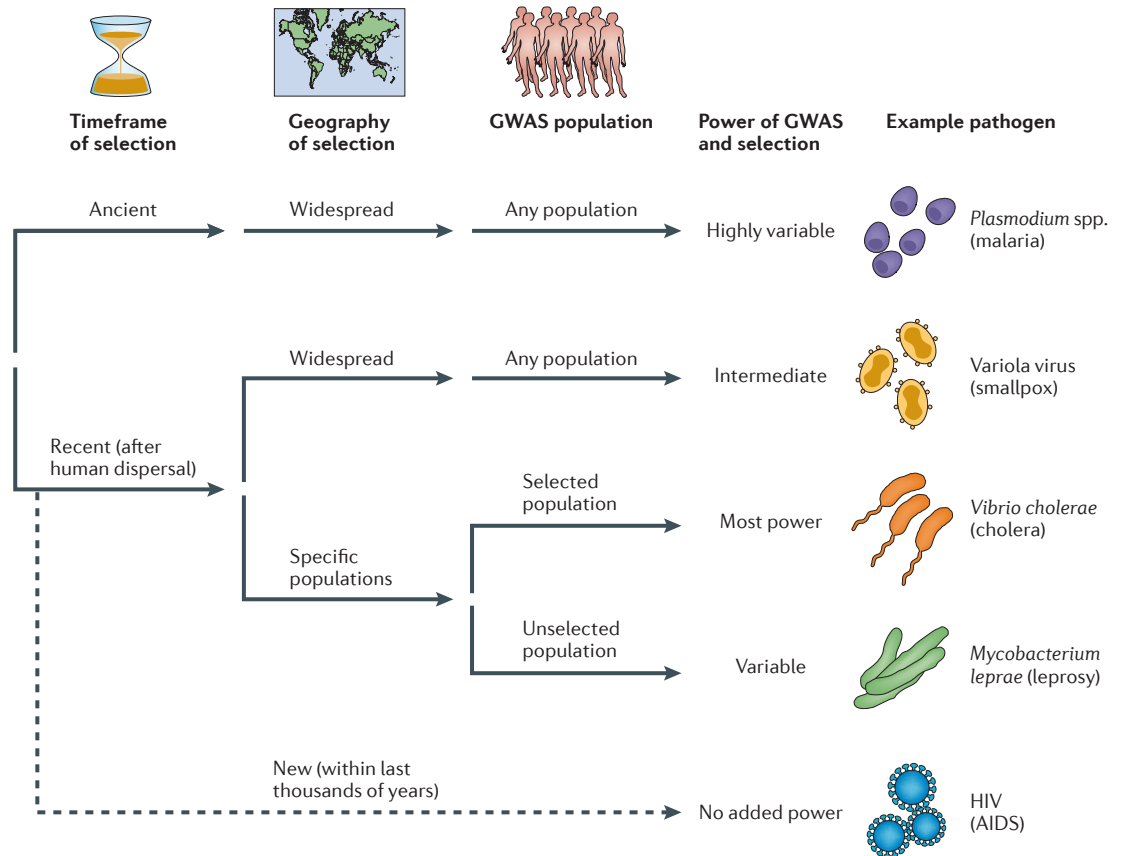 Timeframe
of selection
Geography
of selection
GWAS population
Power of GWAS
and selection
Example pathogen
Ancient
Widespread
Any population
Highly variable
Plasmodium spp.
(malaria)
Widespread
Any population
Intermediate
Variola virus
(smallpox)
Recent (after
human dispersal)
Selected
population
Most power
Vibrio cholerae
(cholera)
Specific
populations
Unselected
population
Variable
Mycobacterium
leprae (leprosy)
New (within last
thousands of years)
No added power
HIV
(AIDS)